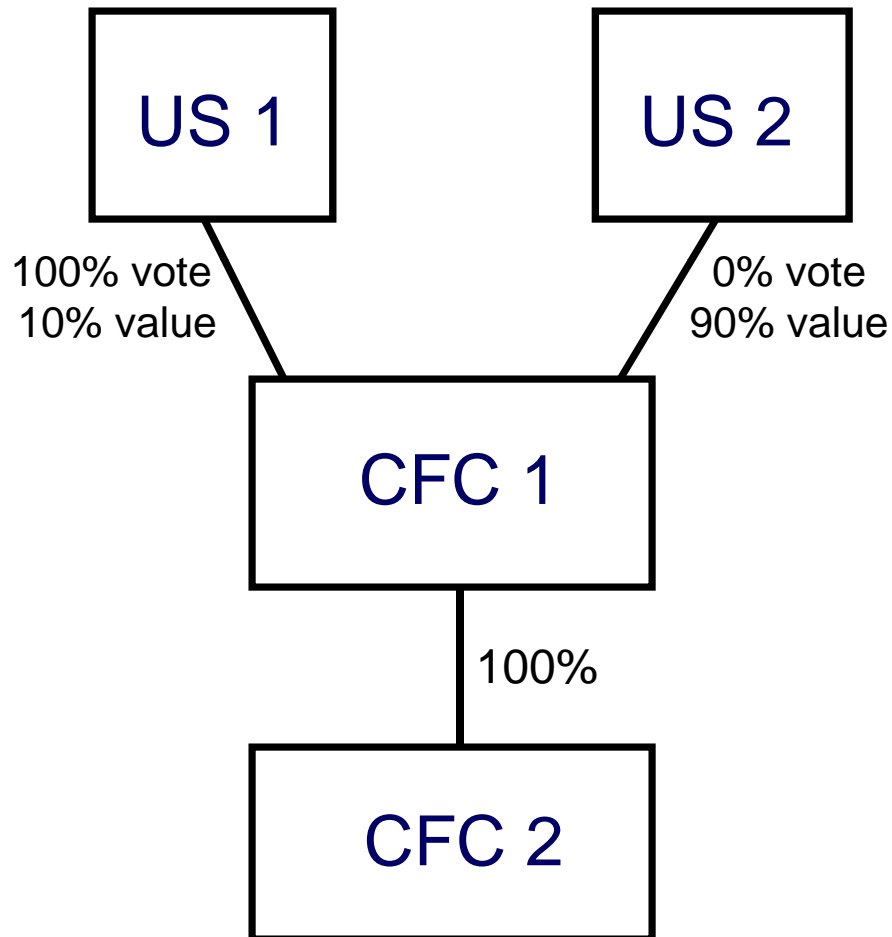 US 1
US 2
100% vote
10% value
0% vote
90% value
CFC 1
100%
CFC 2